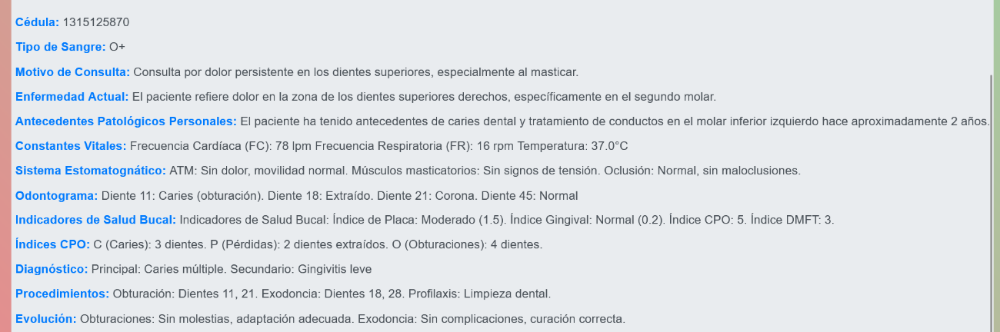 Cédula: 1315125870
Tipo de Sangre: O+
Motivo de Consulta: Consulta por dolor persistente en los dientes superiores, especialmente al masticar.
Enfermedad Actual: El paciente refiere dolor en la zona de los dientes superiores derechos, específicamente en el segundo molar.
Antecedentes Patológicos Personales: El paciente ha tenido antecedentes de caries dental y tratamiento de conductos en el molar inferior izquierdo hace aproximadamente 2 años.
Constantes Vitales: Frecuencia Cardíaca (FC): 78 lpm Frecuencia Respiratoria (FR): 16 rpm Temperatura: 37.0°C
Sistema Estomatognático: ATM: Sin dolor, movilidad normal. Músculos masticatorios: Sin signos de tensión. Oclusión: Normal, sin maloclusiones.
Odontograma: Diente 11: Caries (obturación). Diente 18: Extraído. Diente 21: Corona. Diente 45: Normal
Indicadores de Salud Bucal: Indicadores de Salud Bucal: Índice de Placa: Moderado (1.5). Índice Gingival: Normal (0.2). Índice CPO: 5. Índice DMFT: 3.
Índices CPO: C (Caries): 3 dientes. P (Pérdidas): 2 dientes extraídos. O (Obturaciones): 4 dientes.
Diagnóstico: Principal: Caries múltiple. Secundario: Gingivitis leve
Procedimientos: Obturación: Dientes 11, 21. Exodoncia: Dientes 18, 28. Profilaxis: Limpieza dental.
Evolución: Obturaciones: Sin molestias, adaptación adecuada. Exodoncia: Sin complicaciones, curación correcta.